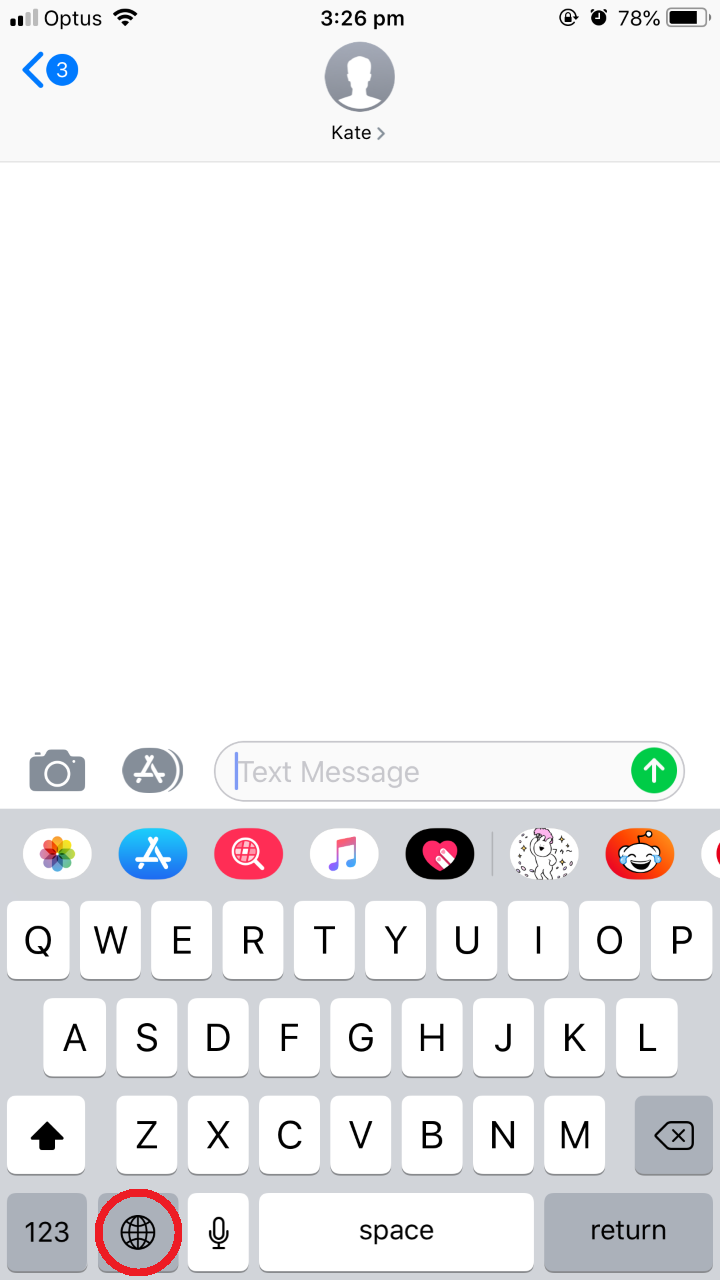 Optus 3:26 pm 78%
3
Kate
Text Message
Q W E R T Y U I O P
A S D F G H J K L
Z X C V B N M
123 space return